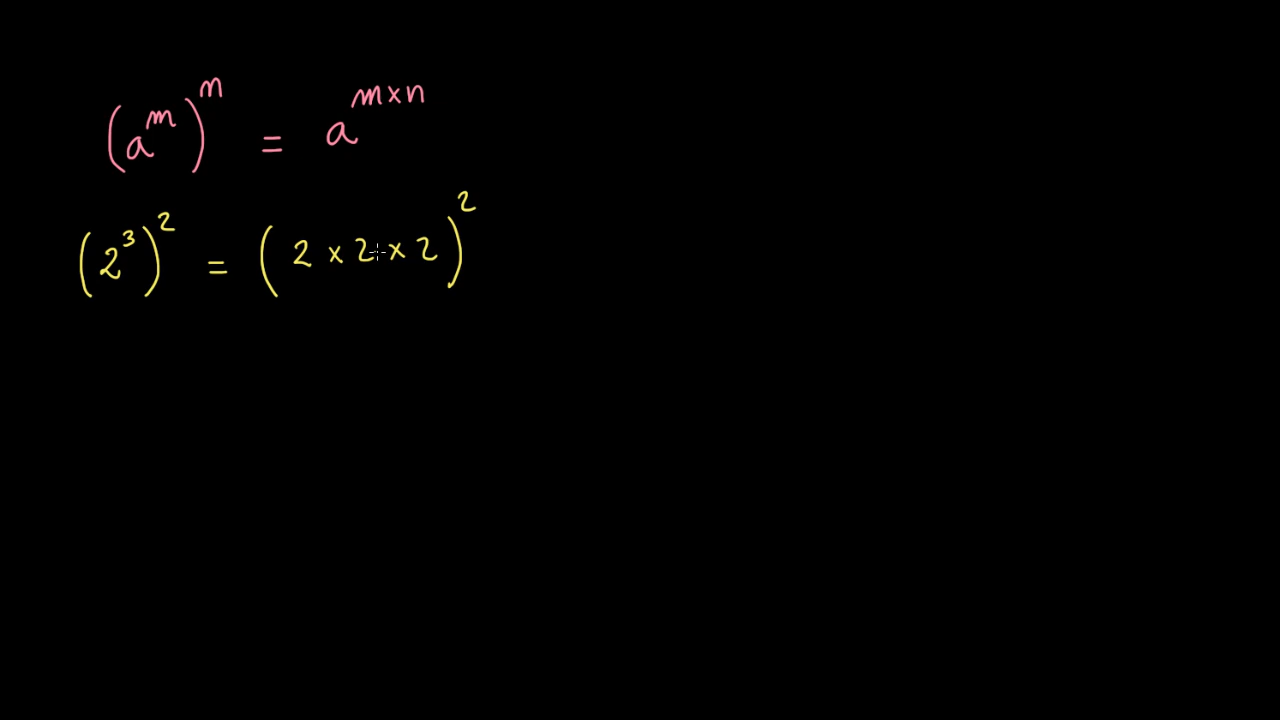 (a^m)^m = a^{m×n}
(2^3)^2 = (2 × 2 × 2)^2